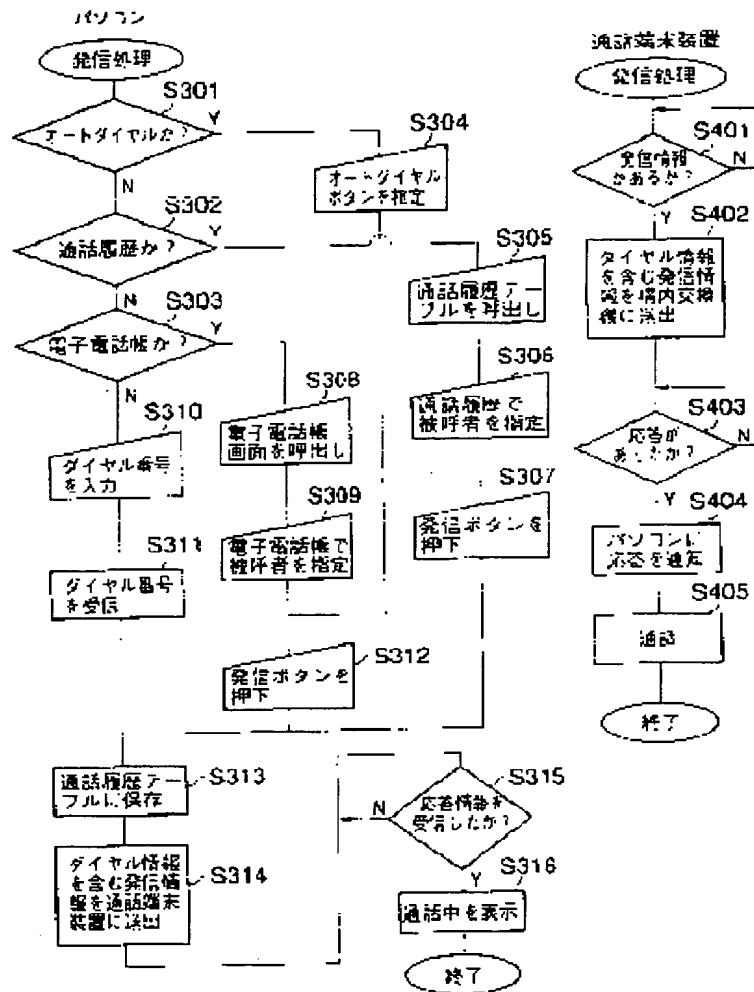 パソコン
発信処理
S301
オートダイヤルか?
Y
N
S302
通話履歴か?
Y
N
S303
電子電話帳か?
Y
N
S304
オートダイヤル
ボタンを指定
S305
通話履歴テー
ブルを呼出し
S306
通話履歴で
被呼者を指定
S307
発信ボタンを
押下
S308
電子電話帳
画面を呼出し
S309
電子電話帳で
被呼者を指定
S310
ダイヤル番号
を入力
S311
ダイヤル番号
を受信
S312
発信ボタンを
押下
S313
通話履歴テー
ブルに保存
S314
ダイヤル情報
を含む発信情
報を通話端末
装置に送出
S315
応答情報を
受信したか?
N
Y
S316
通話中を表示
終了
通話端末装置
発信処理
S401
発信情報
があるか?
N
Y
S402
ダイヤル情報
を含む発信情
報を構内交換
機に送出
S403
応答が
あったか?
N
Y
S404
パソコンに
応答を通知
S405
通話
終了